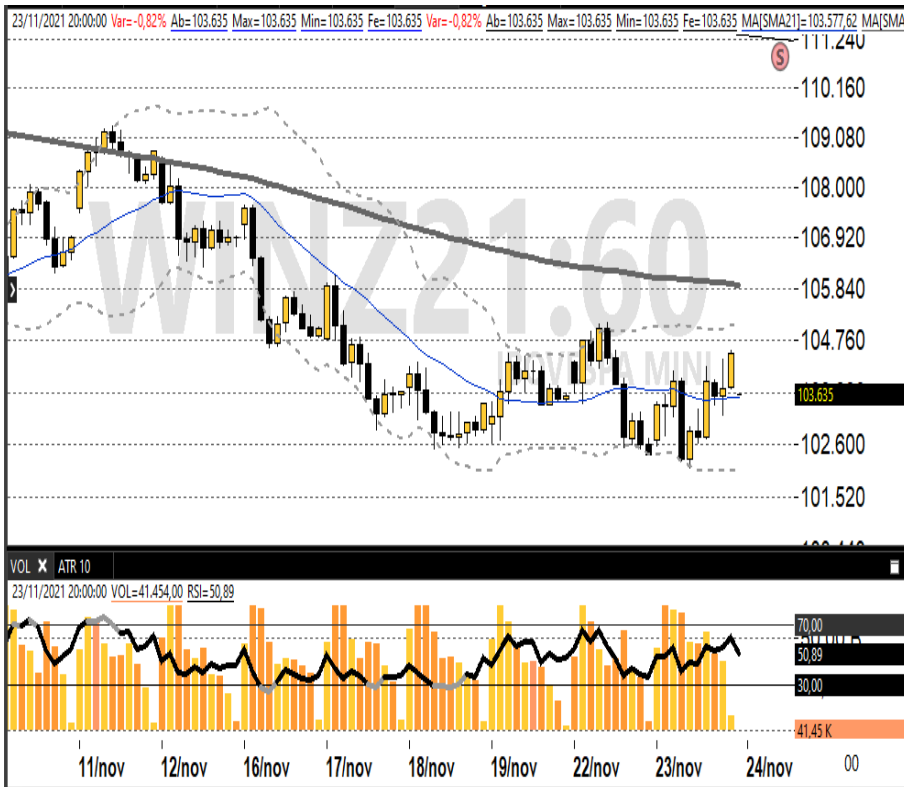 23/11/2021 20:00:00 Var=-0,82% Ab=103.635 Max=103.635 Min=103.635 Fe=103.635 Var=-0,82% Ab=103.635 Max=103.635 Min=103.635 Fe=103.635 MA[SMA21]=103.577,62 MA[SMA
111.240
S
110.160
109.080
108.000
WINZ21:60
106.920
105.840
104.760
IBOVESPA MINI
103.635
102.600
101.520
VOL X ATR 10
23/11/2021 20:00:00 VOL=41.454,00 RSI=50,89
70,00
50,89
30,00
41,45 K
11/nov 12/nov 16/nov 17/nov 18/nov 19/nov 22/nov 23/nov 24/nov 00